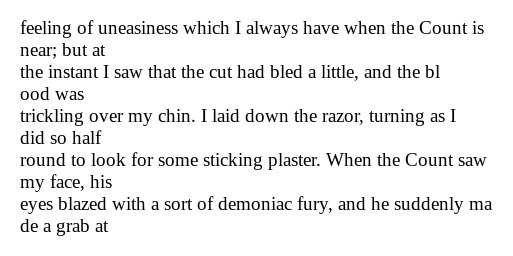 feeling of uneasiness which I always have when the Count is
near; but at
the instant I saw that the cut had bled a little, and the bl
ood was
trickling over my chin. I laid down the razor, turning as I
did so half
round to look for some sticking plaster. When the Count saw
my face, his
eyes blazed with a sort of demoniac fury, and he suddenly ma
de a grab at